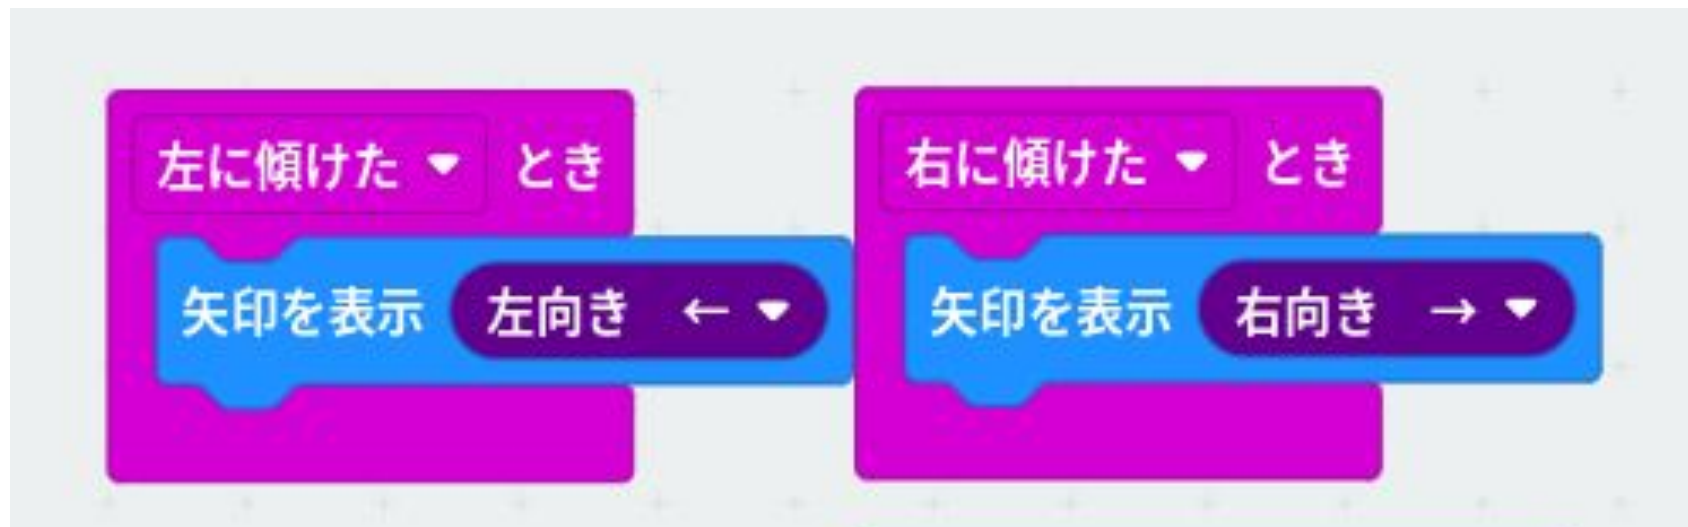 左に傾けた とき
矢印を表示 左向き ←
右に傾けた とき
矢印を表示 右向き →